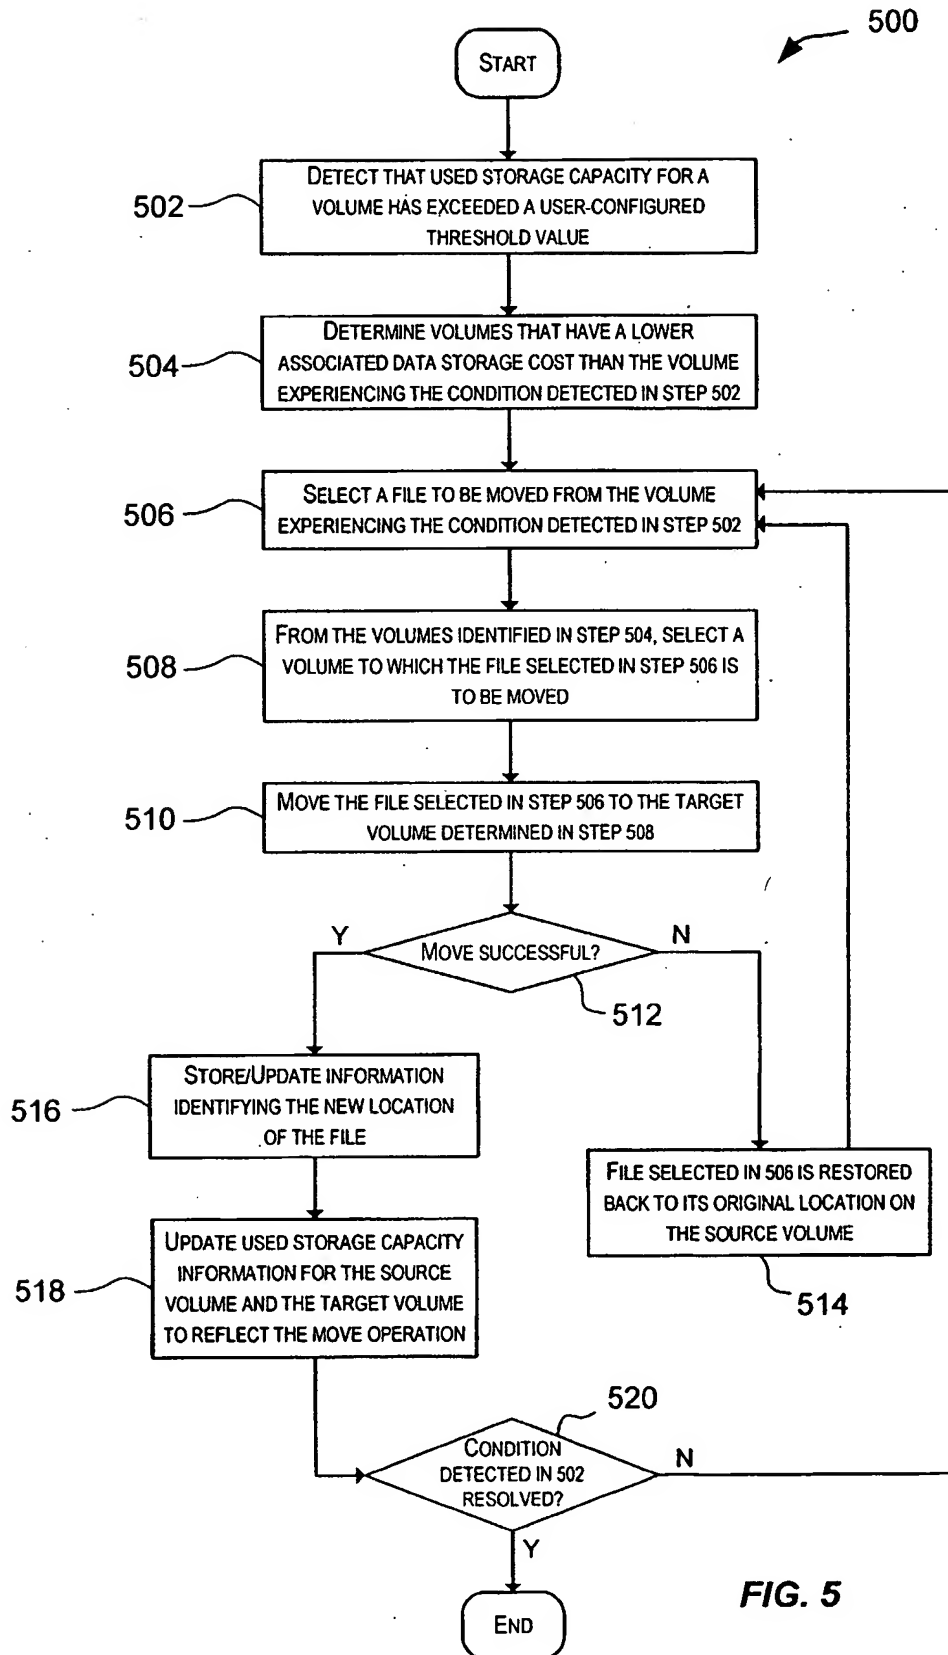 500
START
DETECT THAT USED STORAGE CAPACITY FOR A
VOLUME HAS EXCEEDED A USER-CONFIGURED
THRESHOLD VALUE
502
DETERMINE VOLUMES THAT HAVE A LOWER
ASSOCIATED DATA STORAGE COST THAN THE VOLUME
EXPERIENCING THE CONDITION DETECTED IN STEP 502
504
SELECT A FILE TO BE MOVED FROM THE VOLUME
EXPERIENCING THE CONDITION DETECTED IN STEP 502
506
FROM THE VOLUMES IDENTIFIED IN STEP 504, SELECT A
VOLUME TO WHICH THE FILE SELECTED IN STEP 506 IS
TO BE MOVED
508
MOVE THE FILE SELECTED IN STEP 506 TO THE TARGET
VOLUME DETERMINED IN STEP 508
510
Y
MOVE SUCCESSFUL?
N
512
STORE/UPDATE INFORMATION
IDENTIFYING THE NEW LOCATION
OF THE FILE
516
FILE SELECTED IN 506 IS RESTORED
BACK TO ITS ORIGINAL LOCATION ON
THE SOURCE VOLUME
514
UPDATE USED STORAGE CAPACITY
INFORMATION FOR THE SOURCE
VOLUME AND THE TARGET VOLUME
TO REFLECT THE MOVE OPERATION
518
520
CONDITION
DETECTED IN 502
RESOLVED?
N
Y
END
FIG. 5